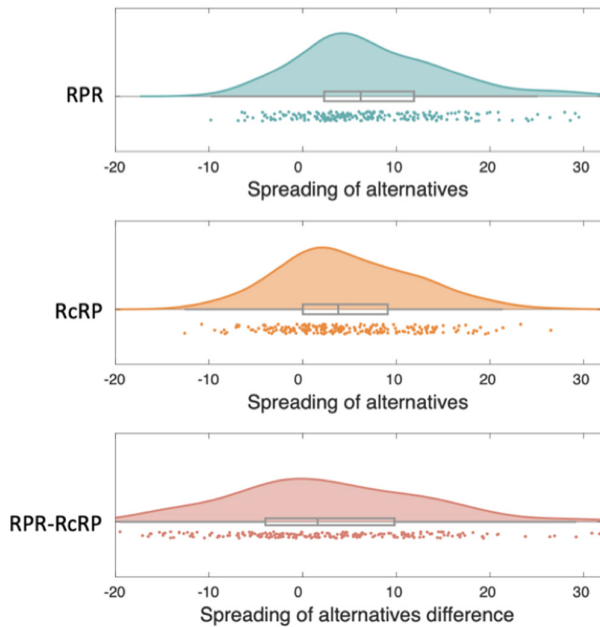 RPR
-20 -10 0 10 20 30
Spreading of alternatives
RcRP
-20 -10 0 10 20 30
Spreading of alternatives
RPR-RcRP
-20 -10 0 10 20 30
Spreading of alternatives difference